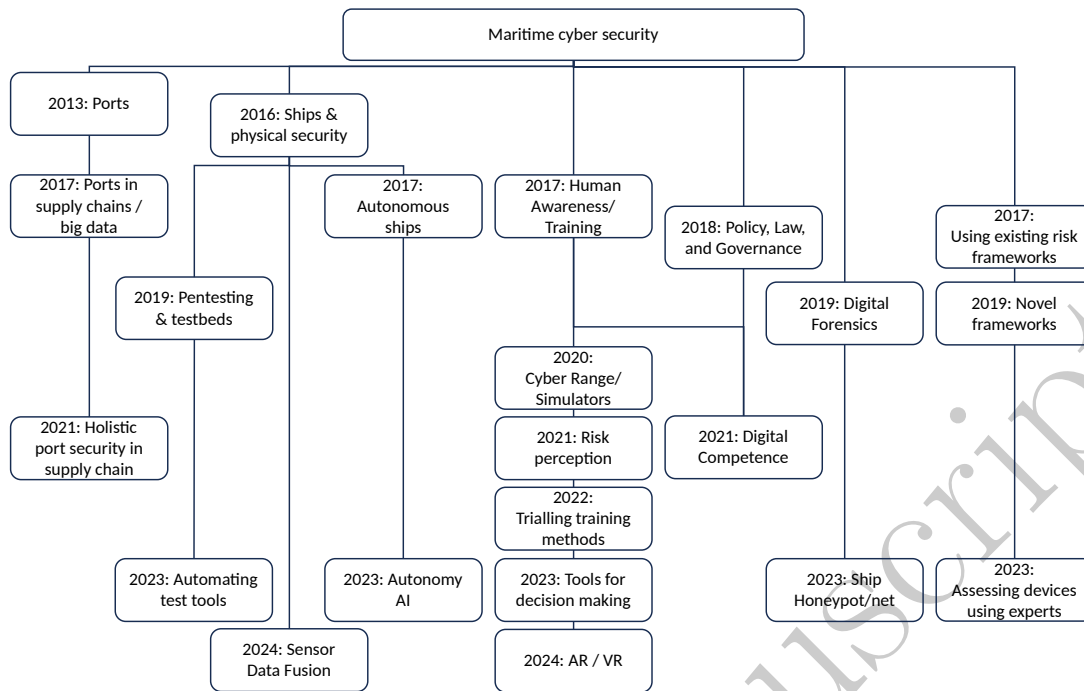 Maritime cyber security
2013: Ports
2016: Ships &
physical security
2017: Ports in
supply chains /
big data
2017:
Autonomous
ships
2017: Human
Awareness/
Training
2018: Policy, Law,
and Governance
2017:
Using existing risk
frameworks
2019: Pentesting
& testbeds
2019: Digital
Forensics
2019: Novel
frameworks
2020:
Cyber Range/
Simulators
2021: Holistic
port security in
supply chain
2021: Risk
perception
2021: Digital
Competence
2022:
Trialling training
methods
2023: Automating
test tools
2023: Autonomy
AI
2023: Tools for
decision making
2023: Ship
Honeypot/net
2023:
Assessing devices
using experts
2024: Sensor
Data Fusion
2024: AR / VR